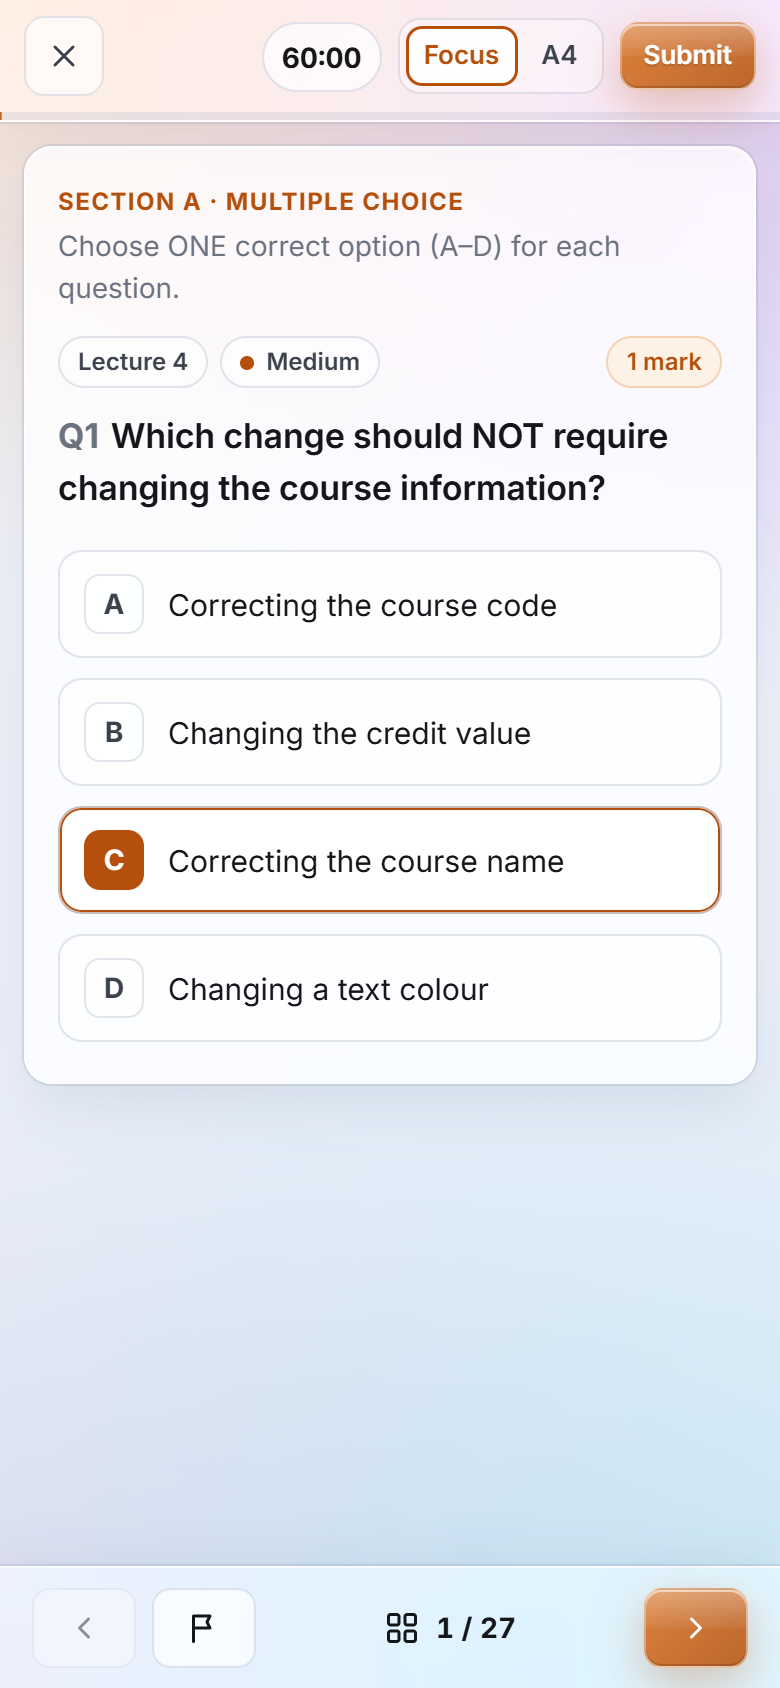 60:00
Focus
A4
Submit
SECTION A · MULTIPLE CHOICE
Choose ONE correct option (A–D) for each
question.
Lecture 4
Medium
1 mark
Q1 Which change should NOT require
changing the course information?
A Correcting the course code
B Changing the credit value
C Correcting the course name
D Changing a text colour
1 / 27